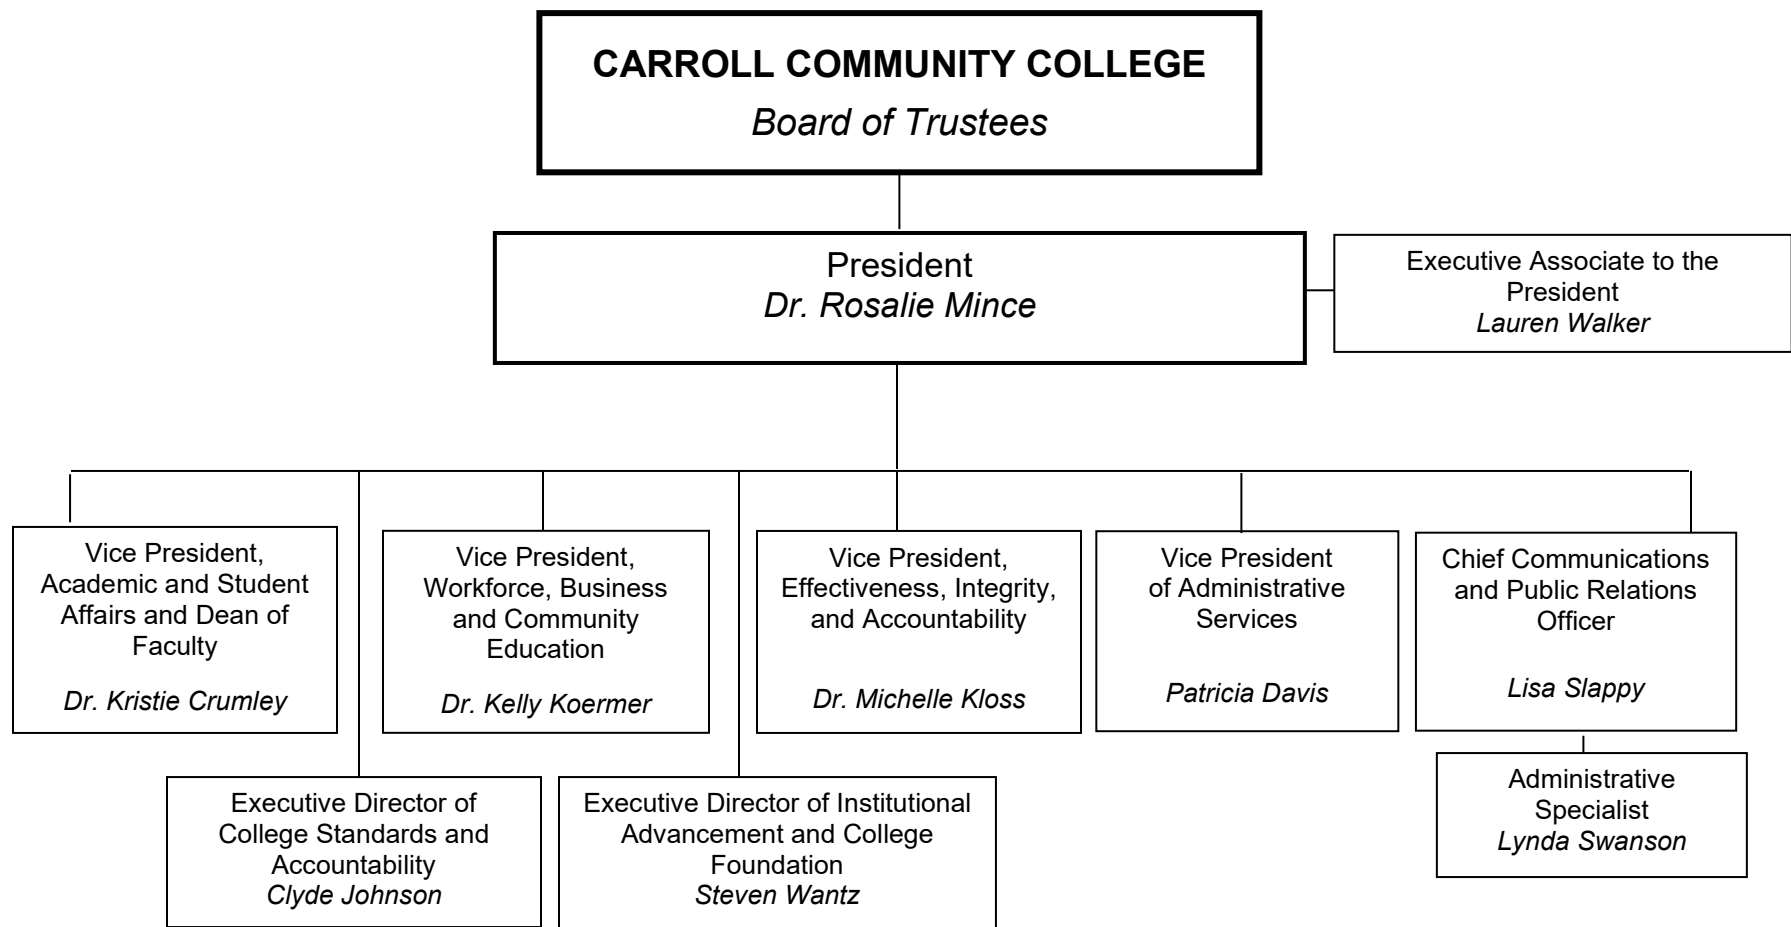 CARROLL COMMUNITY COLLEGE
Board of Trustees
President
Dr. Rosalie Mince
Executive Associate to the
President
Lauren Walker
Vice President,
Academic and Student
Affairs and Dean of
Faculty
Dr. Kristie Crumley
Vice President,
Workforce, Business
and Community
Education
Dr. Kelly Koermer
Vice President,
Effectiveness, Integrity,
and Accountability
Dr. Michelle Kloss
Vice President
of Administrative
Services
Patricia Davis
Chief Communications
and Public Relations
Officer
Lisa Slappy
Executive Director of
College Standards and
Accountability
Clyde Johnson
Executive Director of Institutional
Advancement and College
Foundation
Steven Wantz
Administrative
Specialist
Lynda Swanson